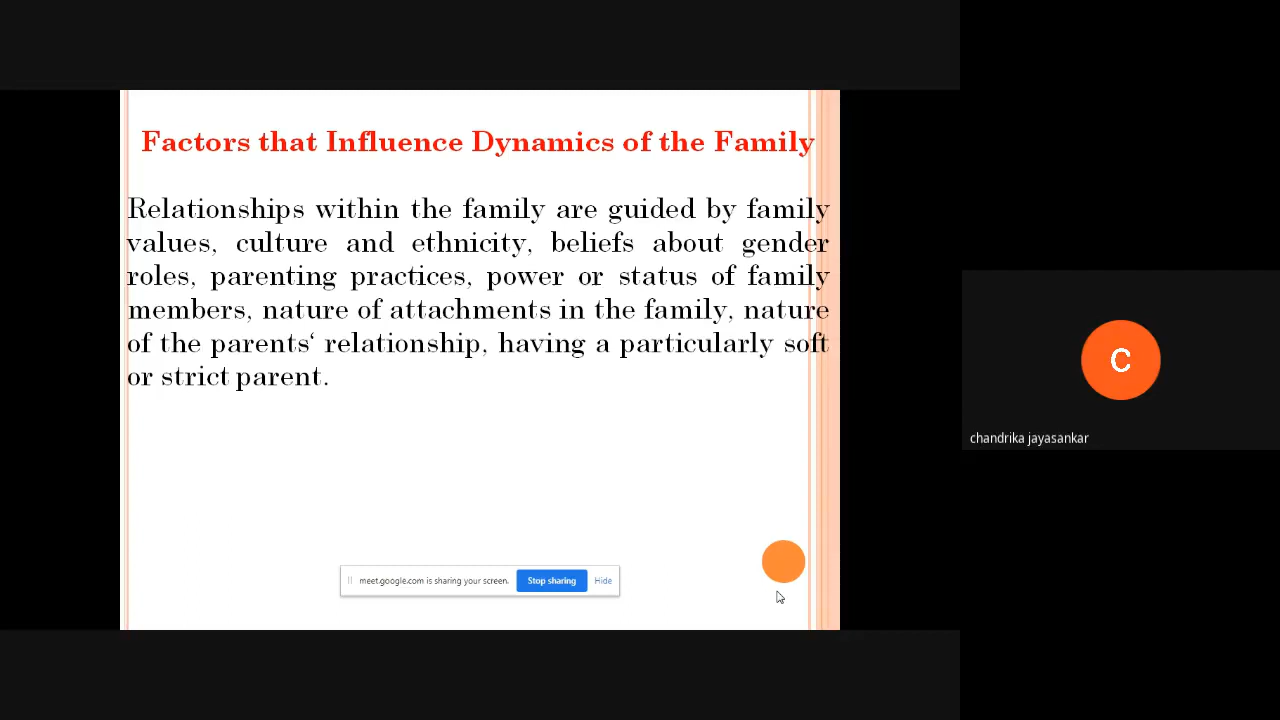 Factors that Influence Dynamics of the Family
Relationships within the family are guided by family
values, culture and ethnicity, beliefs about gender
roles, parenting practices, power or status of family
members, nature of attachments in the family, nature
of the parents‘ relationship, having a particularly soft
or strict parent.
C
chandrika jayasankar
meet.google.com is sharing your screen. Stop sharing Hide